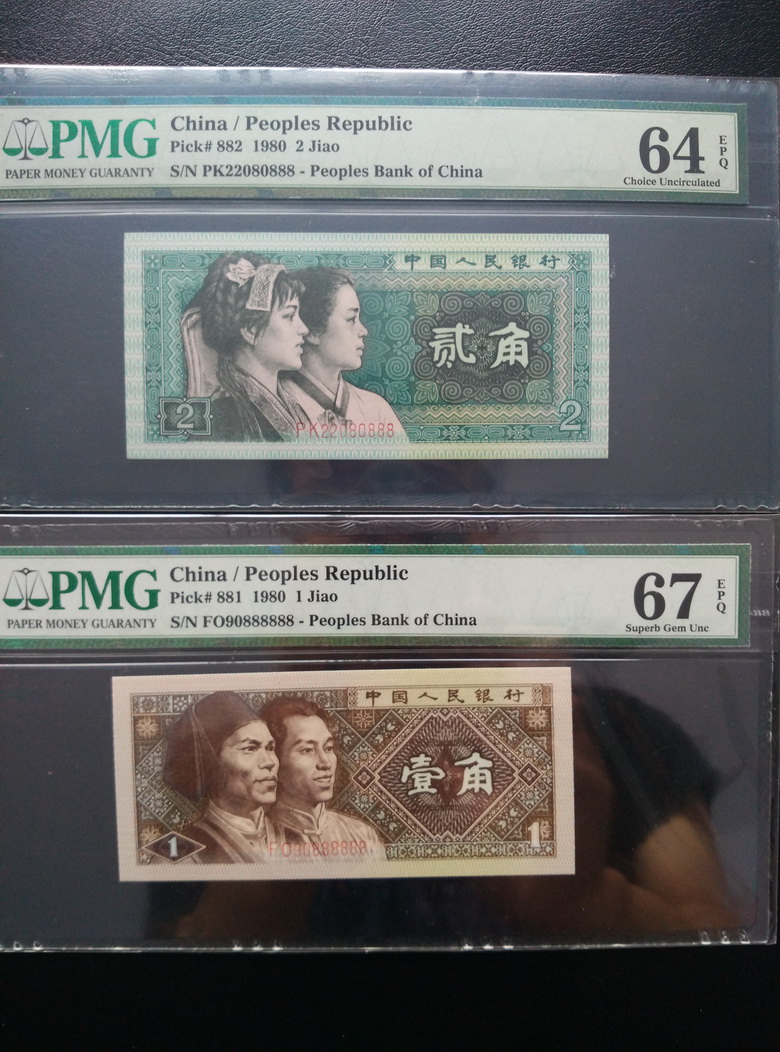 PMG
PAPER MONEY GUARANTY
China / Peoples Republic
Pick# 882 1980 2 Jiao
S/N PK22080888 - Peoples Bank of China
64
EPQ
Choice Uncirculated
中国人民银行
贰角
2
2
PK22080888
PMG
PAPER MONEY GUARANTY
China / Peoples Republic
Pick# 881 1980 1 Jiao
S/N FO90888888 - Peoples Bank of China
67
EPQ
Superb Gem Unc
中国人民银行
壹角
1
1
FO90888888